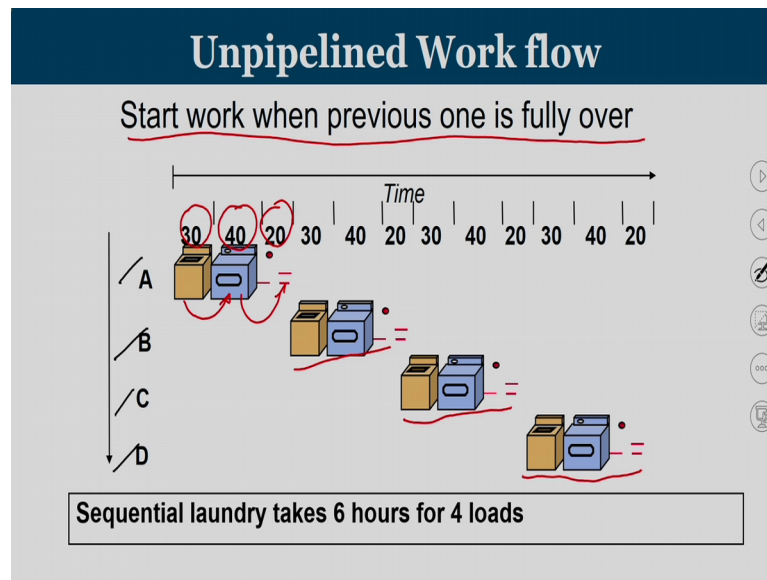 Unpipelined Work flow
Start work when previous one is fully over
Time
30 40 20 30 40 20 30 40 20 30 40 20
A
B
C
D
Sequential laundry takes 6 hours for 4 loads